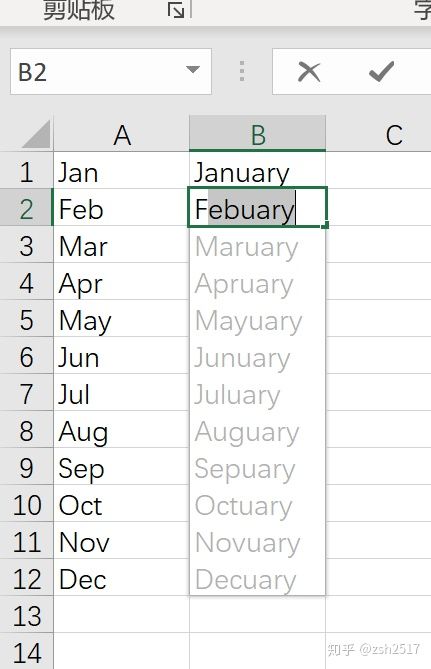 剪贴板
字
B2
A B C
1 Jan January
2 Feb Febuary
3 Mar Maruary
4 Apr Apruary
5 May Mayuary
6 Jun Junuary
7 Jul Juluary
8 Aug Auguary
9 Sep Sepuary
10 Oct Octuary
11 Nov Novuary
12 Dec Decuary
13
14
知乎 @zsh2517